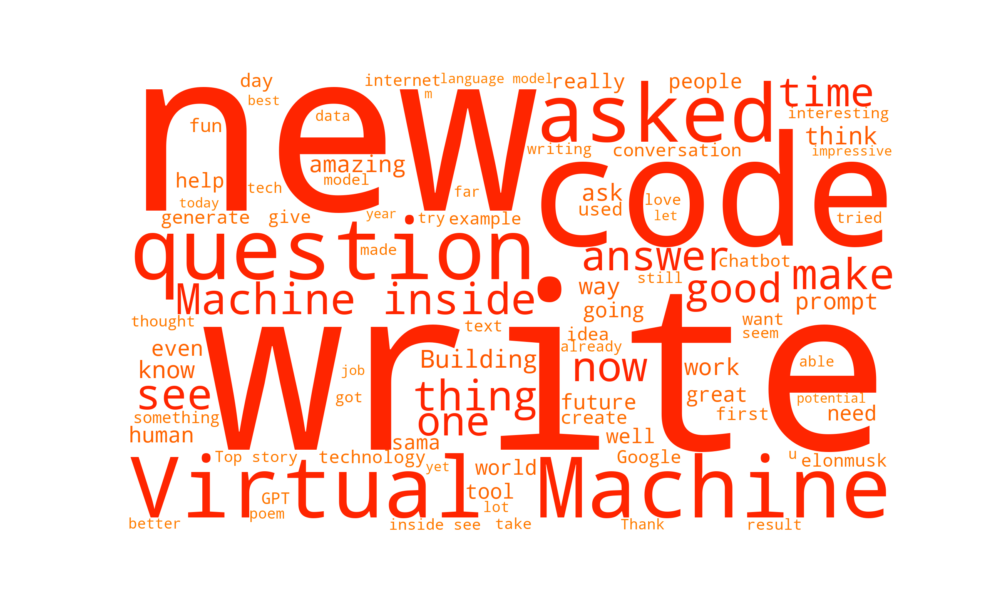 day
internet
language model
really
people
time
new
m
best
data
asked
interesting
fun
code
think
writing
conversation
impressive
amazing
model
help
tech
far
ask
love
today
used
let
tried
generate
give
year
try
example
question
made
answer
chatbot
make
still
good
Machine inside
way
prompt
going
thought
write
text
want
idea
seem
even
already
Building
now
work
able
know
job
see
thing
got
great
potential
future
something
one
create
first
need
human
sama
well
Top story
technology
Google
u
elonmusk
yet
world
Virtual Machine
GPT
tool
poem
lot
better
inside see
take
Thank
result